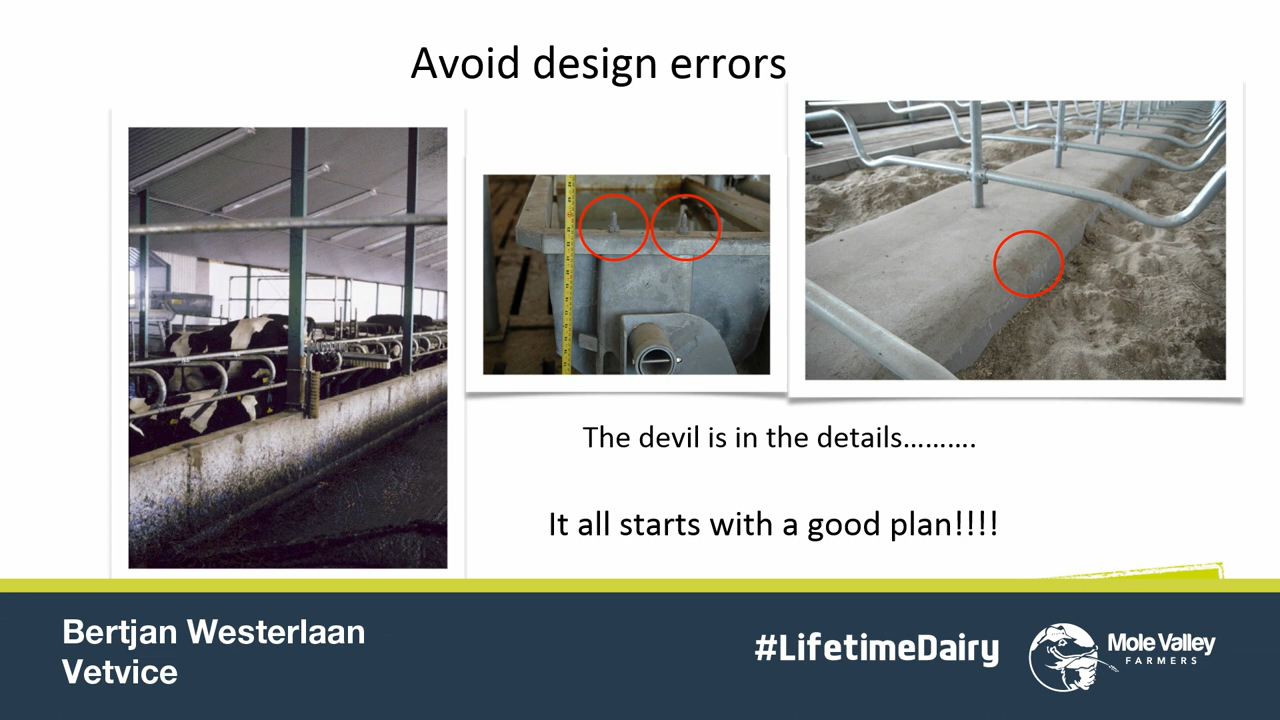 Avoid design errors
The devil is in the details……….
It all starts with a good plan!!!!
Bertjan Westerlaan
Vetvice
#LifetimeDairy
Mole Valley
FARMERS